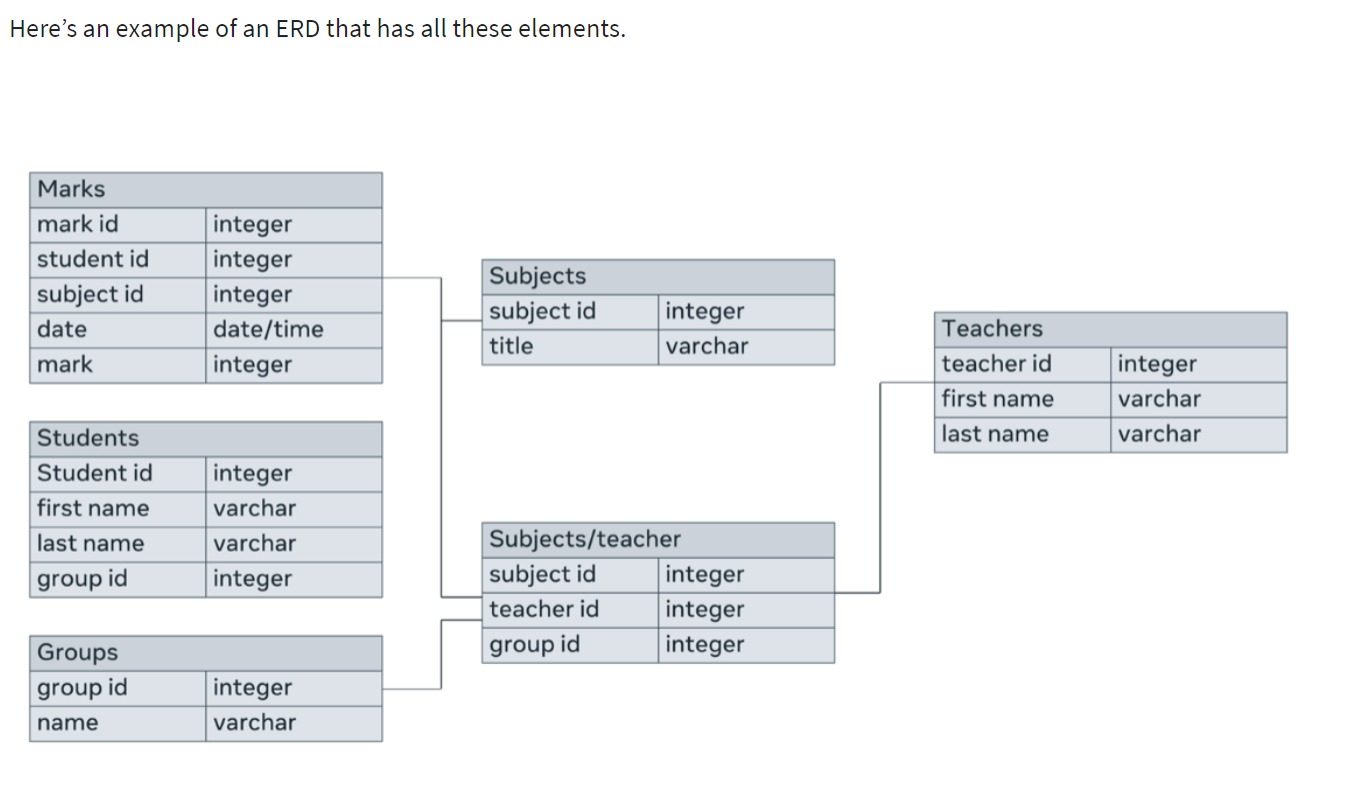 Here’s an example of an ERD that has all these elements.
Marks
mark id integer
student id integer
subject id integer
date date/time
mark integer
Students
Student id integer
first name varchar
last name varchar
group id integer
Groups
group id integer
name varchar
Subjects
subject id integer
title varchar
Subjects/teacher
subject id integer
teacher id integer
group id integer
Teachers
teacher id integer
first name varchar
last name varchar